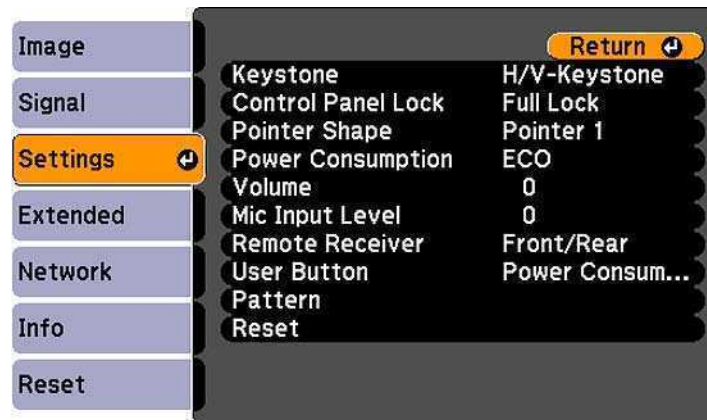 Image
Signal
Settings
Extended
Network
Info
Reset
Return
Keystone H/V-Keystone
Control Panel Lock Full Lock
Pointer Shape Pointer 1
Power Consumption ECO
Volume 0
Mic Input Level 0
Remote Receiver Front/Rear
User Button Power Consum...
Pattern
Reset